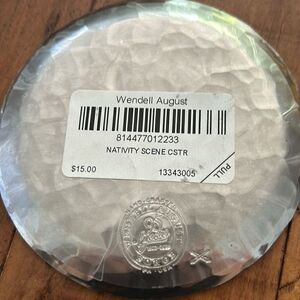 Wendell August
814477012233
NATIVITY SCENE CSTR
$15.00 13343005
PULL